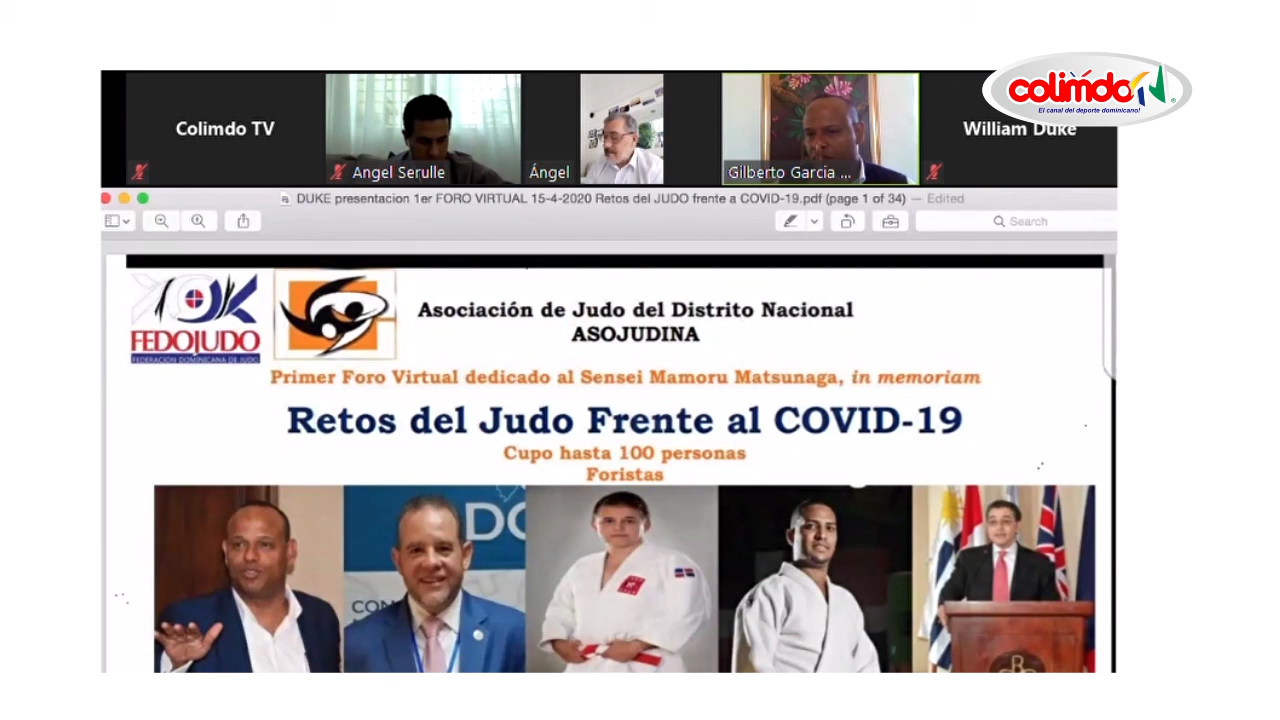 colimdo TV
El canal del deporte dominicano!
Colimdo TV
Angel Serulle
Ángel
Gilberto Garcia ...
William Duke
DUKE presentacion 1er FORO VIRTUAL 15-4-2020 Retos del JUDO frente a COVID-19.pdf (page 1 of 34) — Edited
Search
FEDOJUDO
FEDERACION DOMINICANA DE JUDO
Asociación de Judo del Distrito Nacional
ASOJUDINA
Primer Foro Virtual dedicado al Sensei Mamoru Matsunaga, in memoriam
Retos del Judo Frente al COVID-19
Cupo hasta 100 personas
Foristas